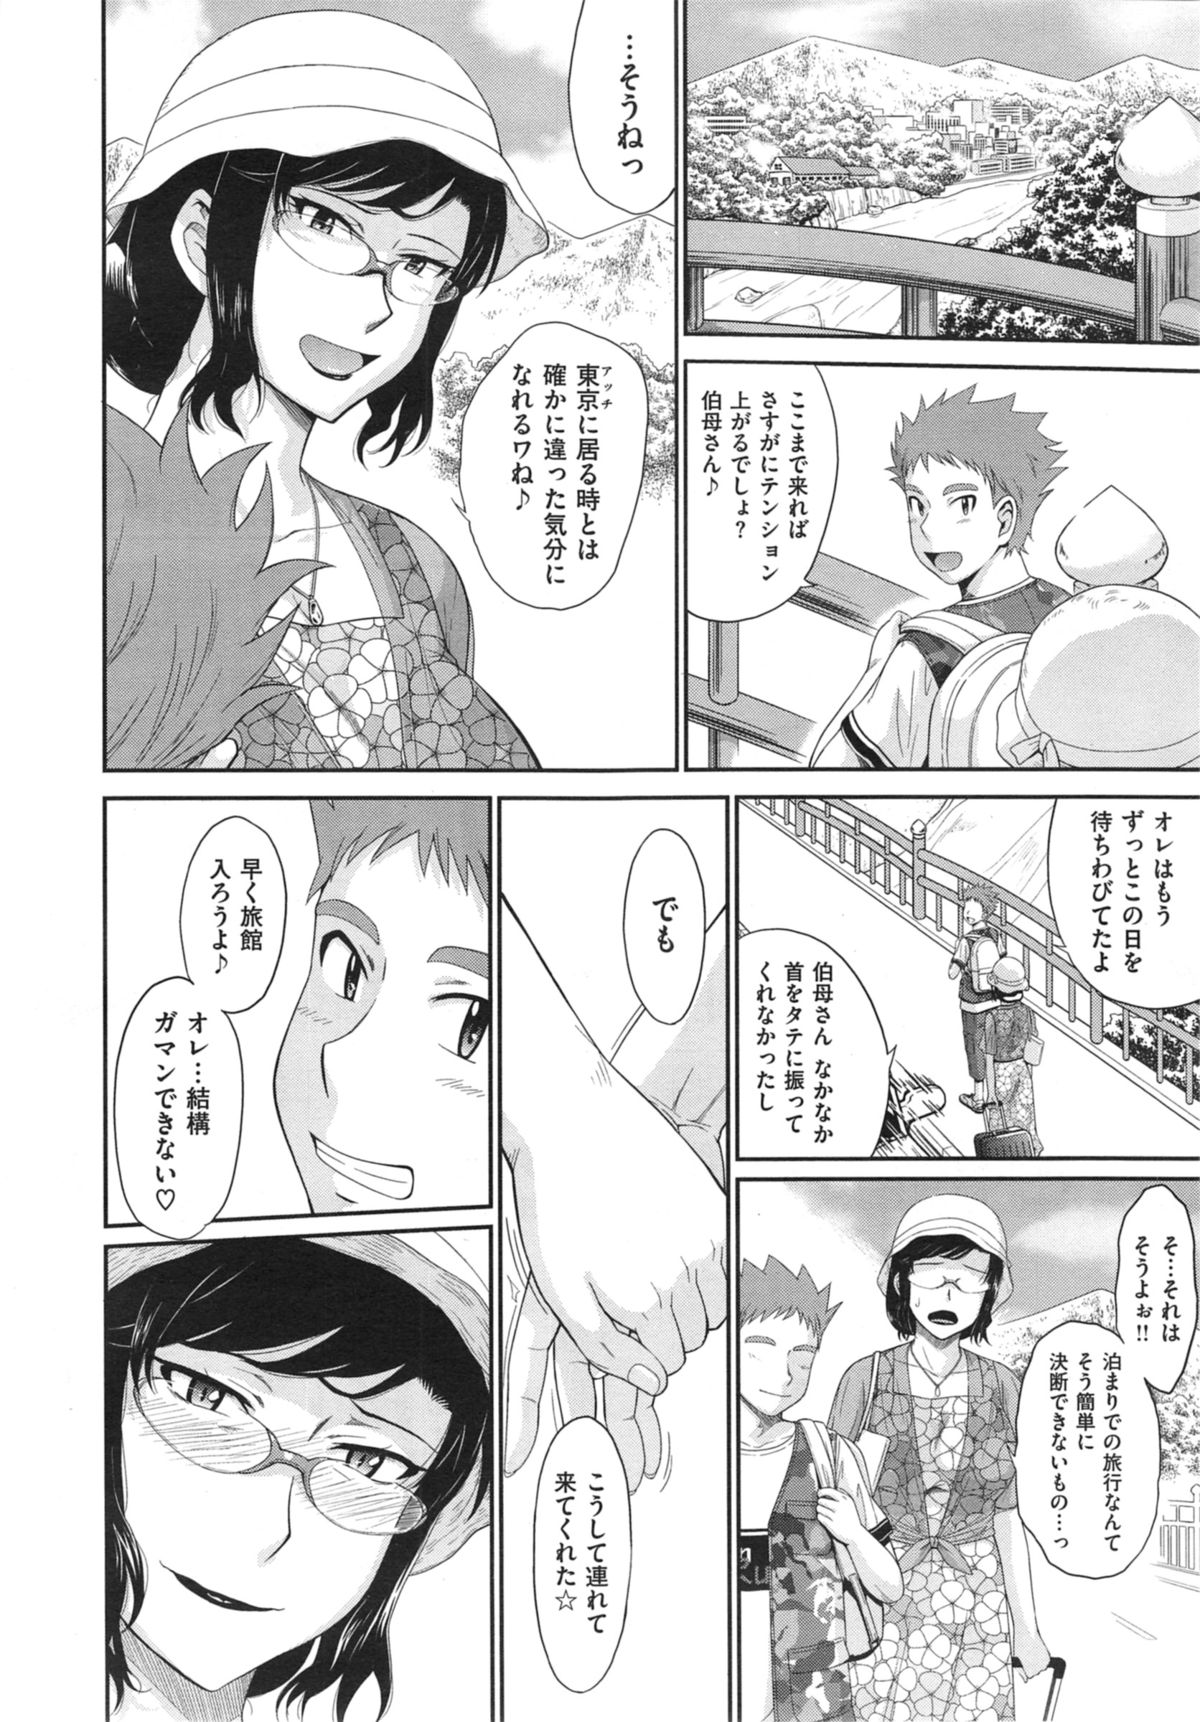 ここまで来れば
さすがにテンション
上がるでしょ？
伯母さん♪
…そうねっ
アッチ
東京に居る時とは
確かに違った気分に
なれるワね♪
オレはもう
ずっとこの日を
待ちわびてたよ
伯母さん なかなか
首をタテに振って
くれなかったし
そ…それは
そうよぉ!!
泊まりでの旅行なんて
そう簡単に
決断できないもの…っ
でも
こうして連れて
来てくれた☆
早く旅館
入ろうよ♪
オレ…結構
ガマンできない♡